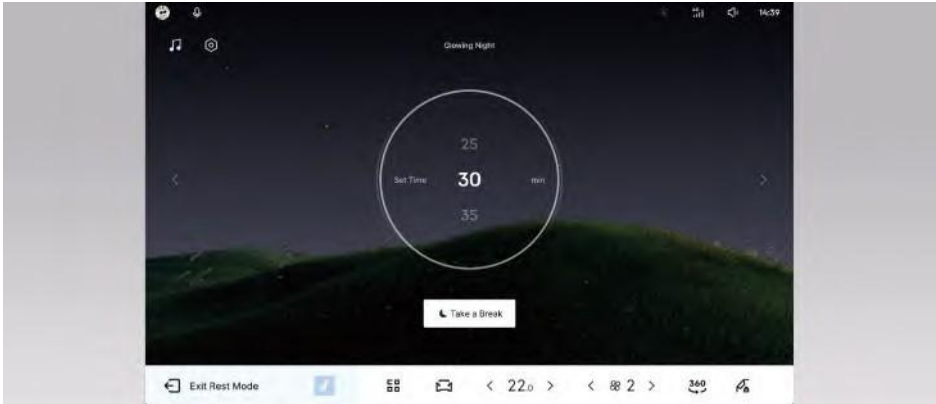 14:39
Glowing Night
25
Set Time 30 min
35
Take a Break
Exit Rest Mode 22.0 2 360